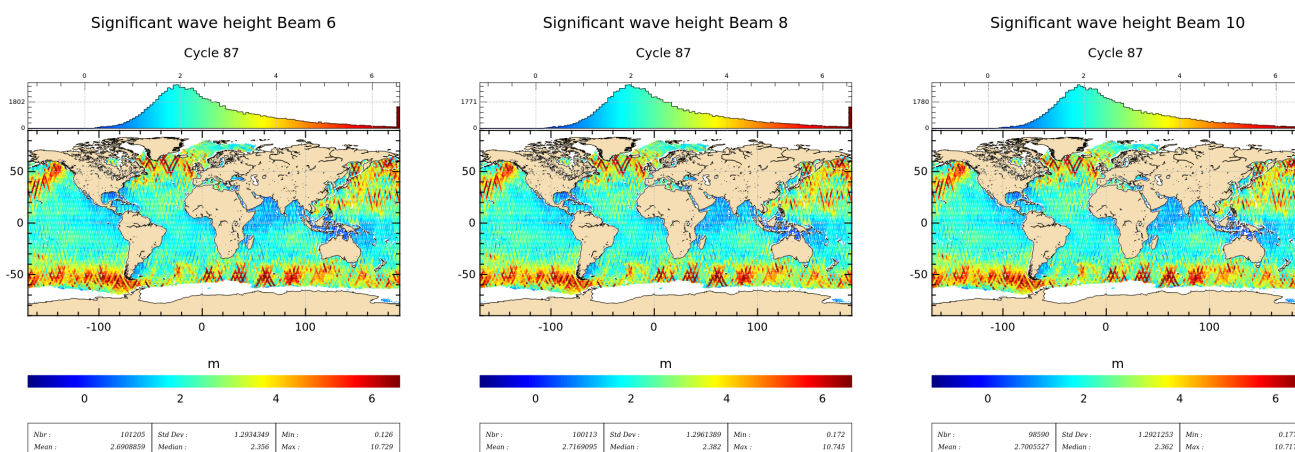 Significant wave height Beam 6
Cycle 87
0 2 4 6
1802
0
50
0
-50
-100 0 100
m
0 2 4 6
Nbr : 101205 Std Dev : 1.2934349 Min : 0.126
Mean : 2.6908859 Median : 2.356 Max : 10.729
Significant wave height Beam 8
Cycle 87
0 2 4 6
1771
0
50
0
-50
-100 0 100
m
0 2 4 6
Nbr : 100113 Std Dev : 1.2961389 Min : 0.172
Mean : 2.7169095 Median : 2.382 Max : 10.745
Significant wave height Beam 10
Cycle 87
0 2 4 6
1780
0
50
0
-50
-100 0 100
m
0 2 4 6
Nbr : 98590 Std Dev : 1.2921253 Min :
Mean : 2.7005527 Median : 2.362 Max :